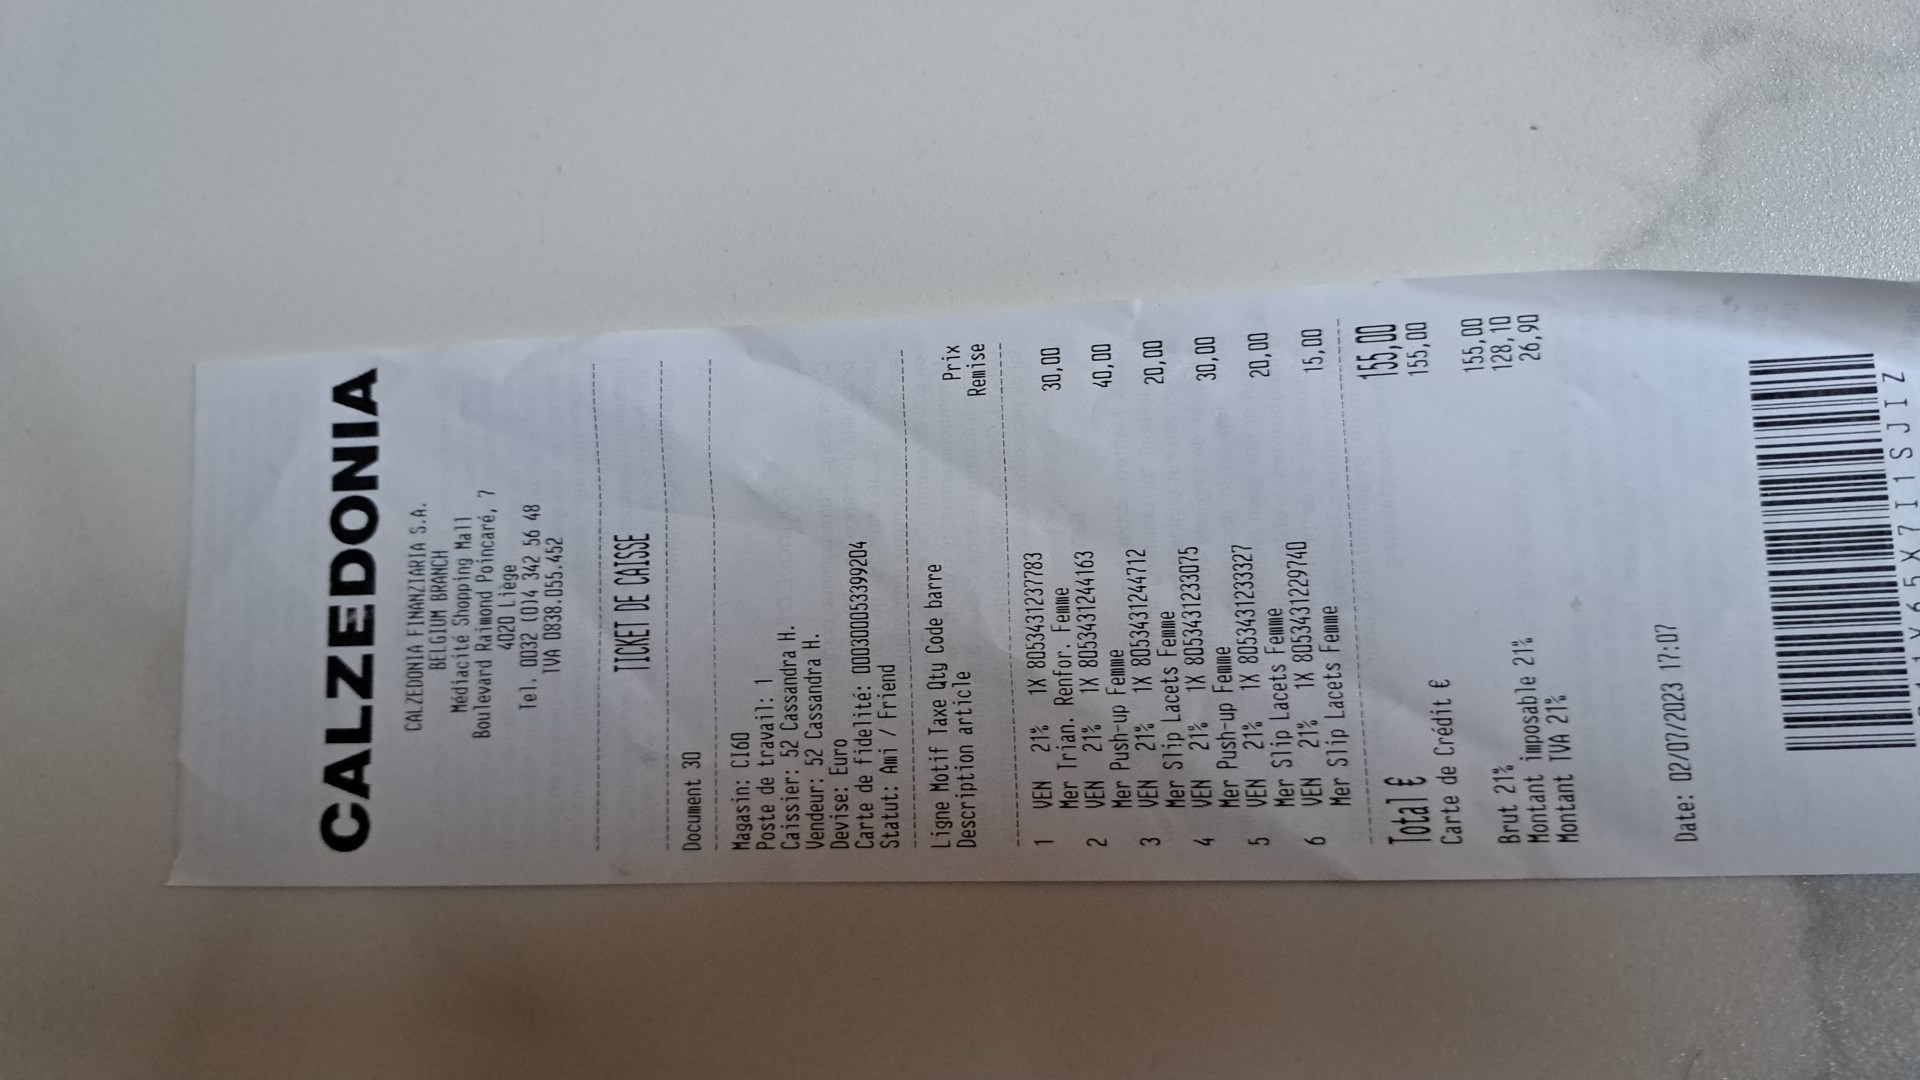 CALZEDONIA
CALZEDONIA FINANZIARIA S.A.
BELGIUM BRANCH
Médiacité Shopping Mall
Boulevard Raimond Poincaré, 7
4020 Liège
Tel. 0032 (0)4 342 56 48
TVA 0838.055.452
TICKET DE CAISSE
Document 30
Magasin: CI60
Poste de travail: 1
Caissier: 52 Cassandra H.
Vendeur: 52 Cassandra H.
Devise: Euro
Carte de fidelité: 0003000533992​04
Statut: Ami / Friend
Ligne Motif Taxe Qty Code barre Prix
Description article Remise
1 VEN 21% 1X 8053431237783 30,00
Mer Trian. Renfor. Femme
2 VEN 21% 1X 8053431244163 40,00
Mer Push-up Femme
3 VEN 21% 1X 8053431244712 20,00
Mer Slip Lacets Femme
4 VEN 21% 1X 8053431233075 30,00
Mer Push-up Femme
5 VEN 21% 1X 8053431233327 20,00
Mer Slip Lacets Femme
6 VEN 21% 1X 8053431229740 15,00
Mer Slip Lacets Femme
Total € 155,00
Carte de Crédit € 155,00
Brut 21% 155,00
Montant imposable 21% 128,10
Montant TVA 21% 26,90
Date: 02/07/2023 17:07